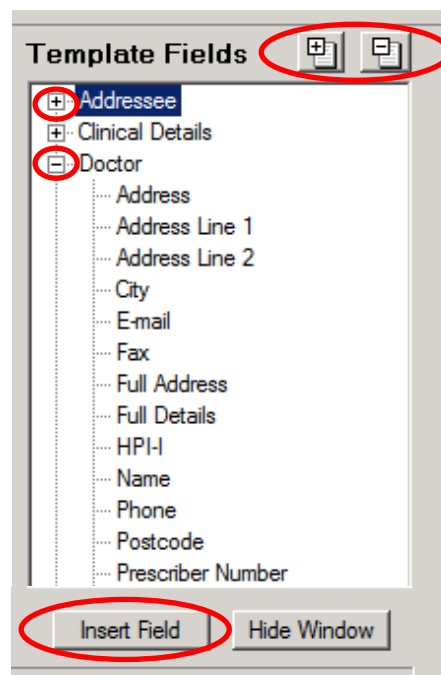 Template Fields
Addressee
Clinical Details
Doctor
Address
Address Line 1
Address Line 2
City
E-mail
Fax
Full Address
Full Details
HPI-I
Name
Phone
Postcode
Prescriber Number
Insert Field Hide Window